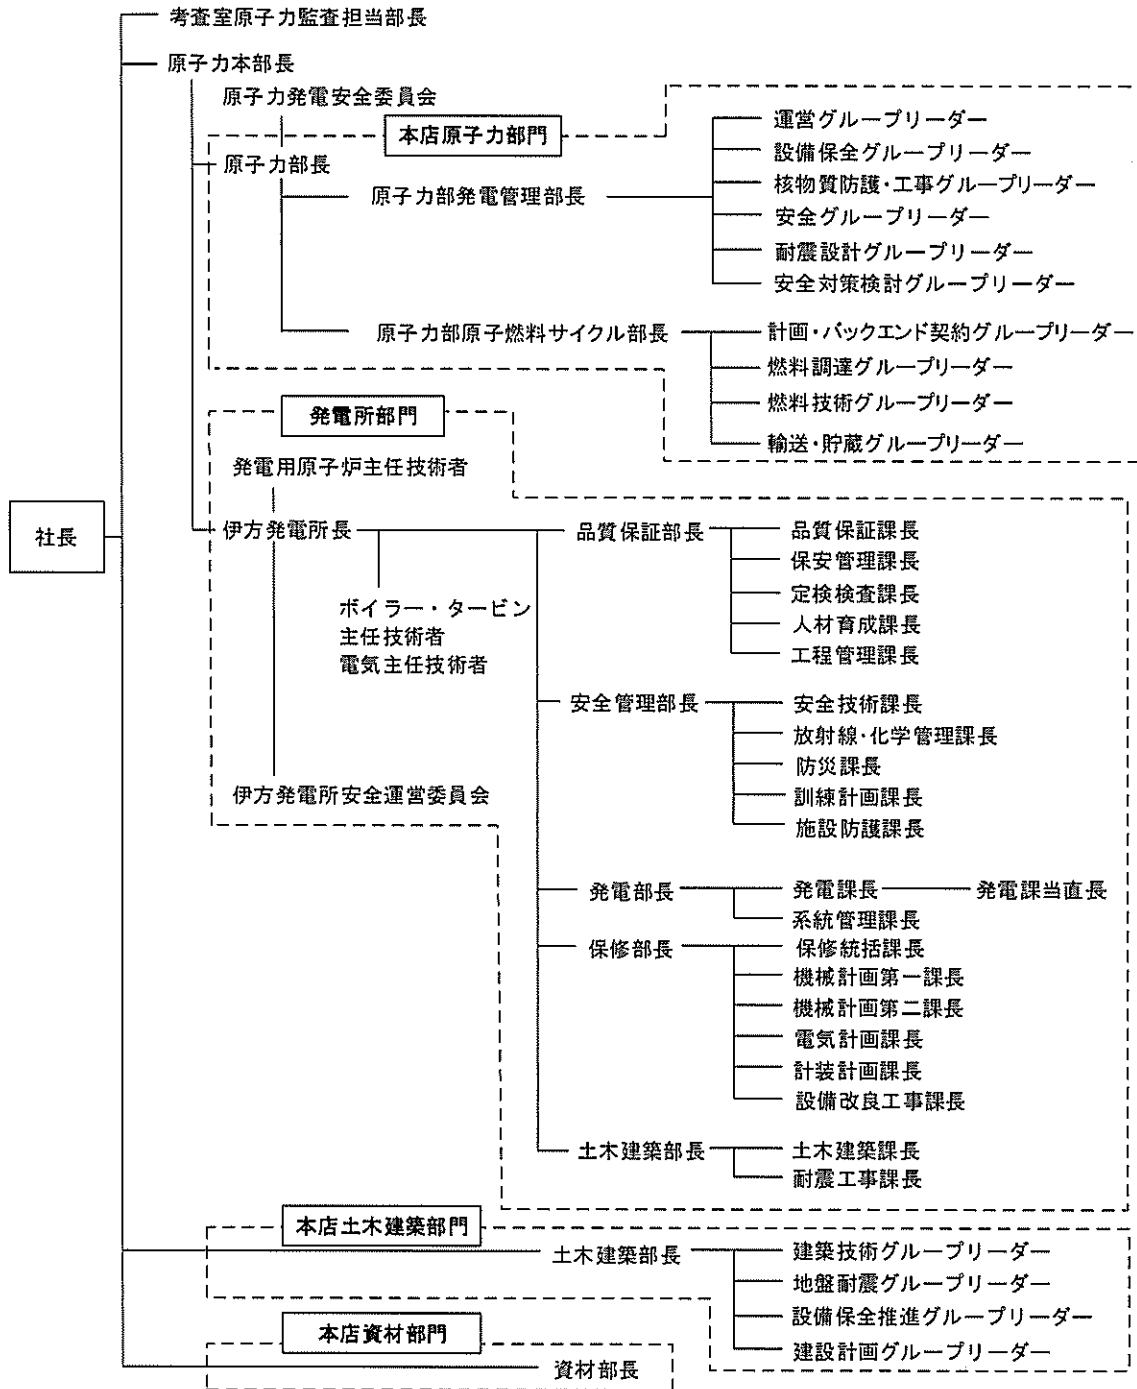 考査室原子力監査担当部長
原子力本部長
原子力発電安全委員会
本店原子力部門
原子力部長
原子力部発電管理部長
運営グループリーダー
設備保全グループリーダー
核物質防護・工事グループリーダー
安全グループリーダー
耐震設計グループリーダー
安全対策検討グループリーダー
原子力部原子燃料サイクル部長
計画・バックエンド契約グループリーダー
燃料調達グループリーダー
燃料技術グループリーダー
輸送・貯蔵グループリーダー
発電所部門
発電用原子炉主任技術者
社長
伊方発電所長
ボイラー・タービン
主任技術者
電気主任技術者
伊方発電所安全運営委員会
品質保証部長
品質保証課長
保安管理課長
定検検査課長
人材育成課長
工程管理課長
安全管理部長
安全技術課長
放射線・化学管理課長
防災課長
訓練計画課長
施設防護課長
発電部長
発電課長
発電課当直長
系統管理課長
保修部長
保修統括課長
機械計画第一課長
機械計画第二課長
電気計画課長
計装計画課長
設備改良工事課長
土木建築部長
土木建築課長
耐震工事課長
本店土木建築部門
土木建築部長
建築技術グループリーダー
地盤耐震グループリーダー
設備保全推進グループリーダー
建設計画グループリーダー
本店資材部門
資材部長